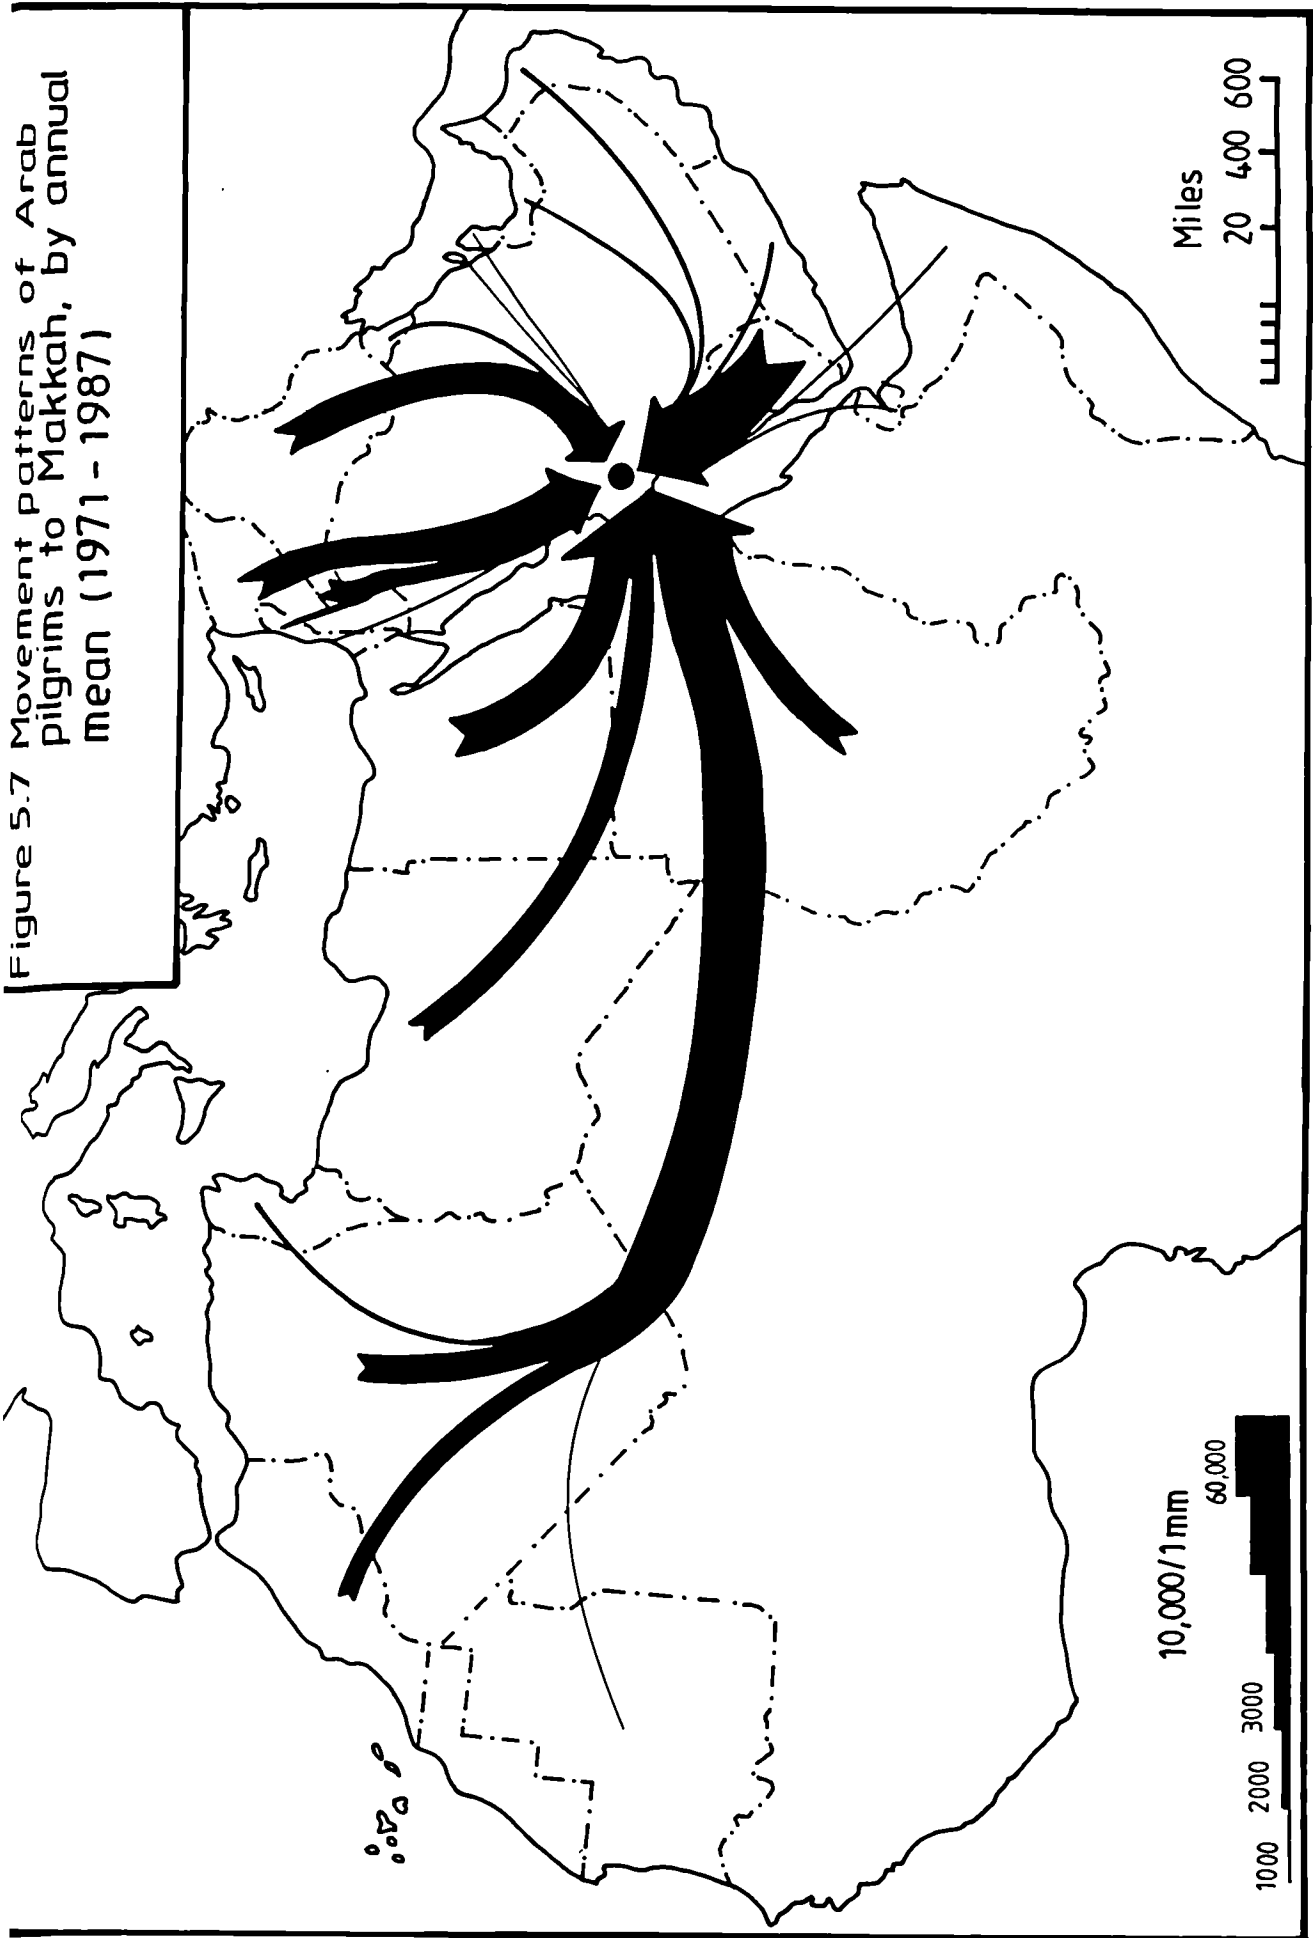 Figure 5.7 Movement patterns of Arab
pilgrims to Makkah, by annual
mean (1971-1987)
Miles
20 400 600
10,000/1mm
1000 2000 3000 60,000